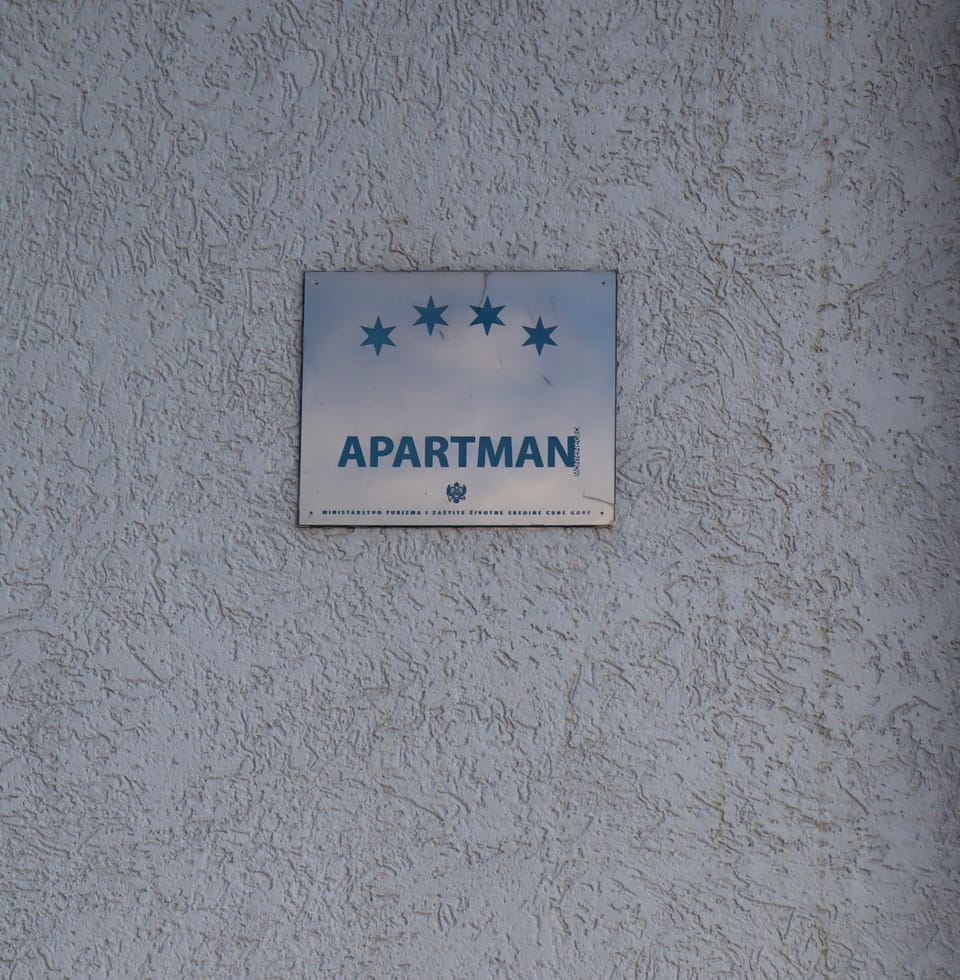 APARTMAN
MINISTARSTVO TURIZMA I ZAŠTITE ŽIVOTNE SREDINE CRNE GORE